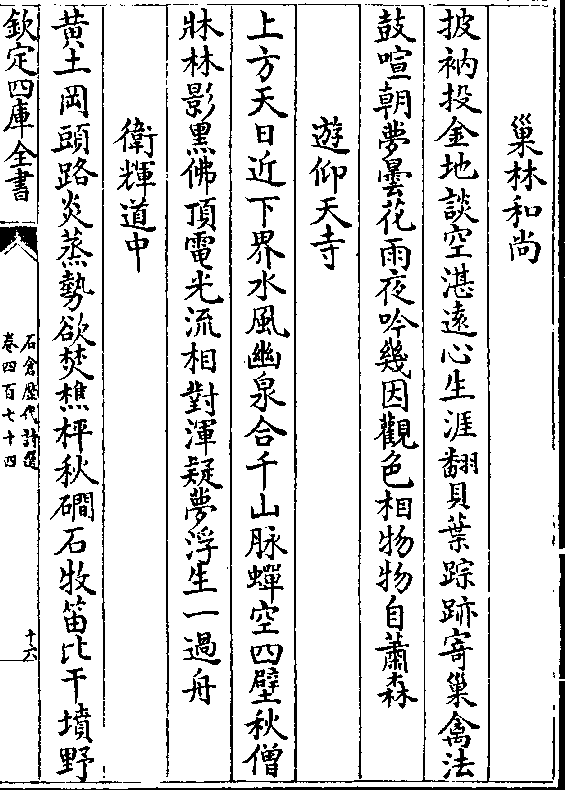 巢林和尚
披衲投金地談空湛遠心生涯翻貝葉踪跡寄巢禽法
鼓喧朝夢曇花雨夜吟幾因觀色相物物自蕭森
遊仰天寺
上方天日近下界水風幽泉合千山脉蟬空四壁秋僧
牀林影黑佛頂電光流相對渾疑夢浮生一過舟
衛輝道中
黄土岡頭路炎蒸勢欲焚樵枰秋磵石牧笛比干墳野
欽定四庫全書
石倉歷代詩選
卷四百七十四
十六